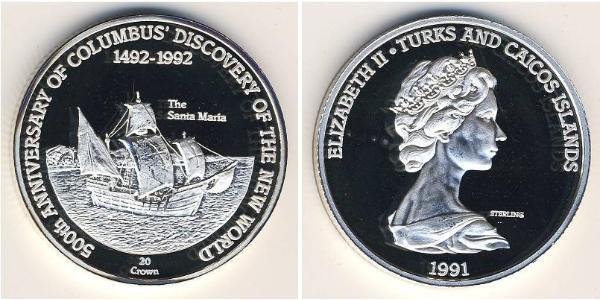 500th ANNIVERSARY OF COLUMBUS' DISCOVERY OF THE NEW WORLD
1492-1992
The
Santa Maria
20
Crown
ELIZABETH II • TURKS AND CAICOS ISLANDS
STERLING
1991